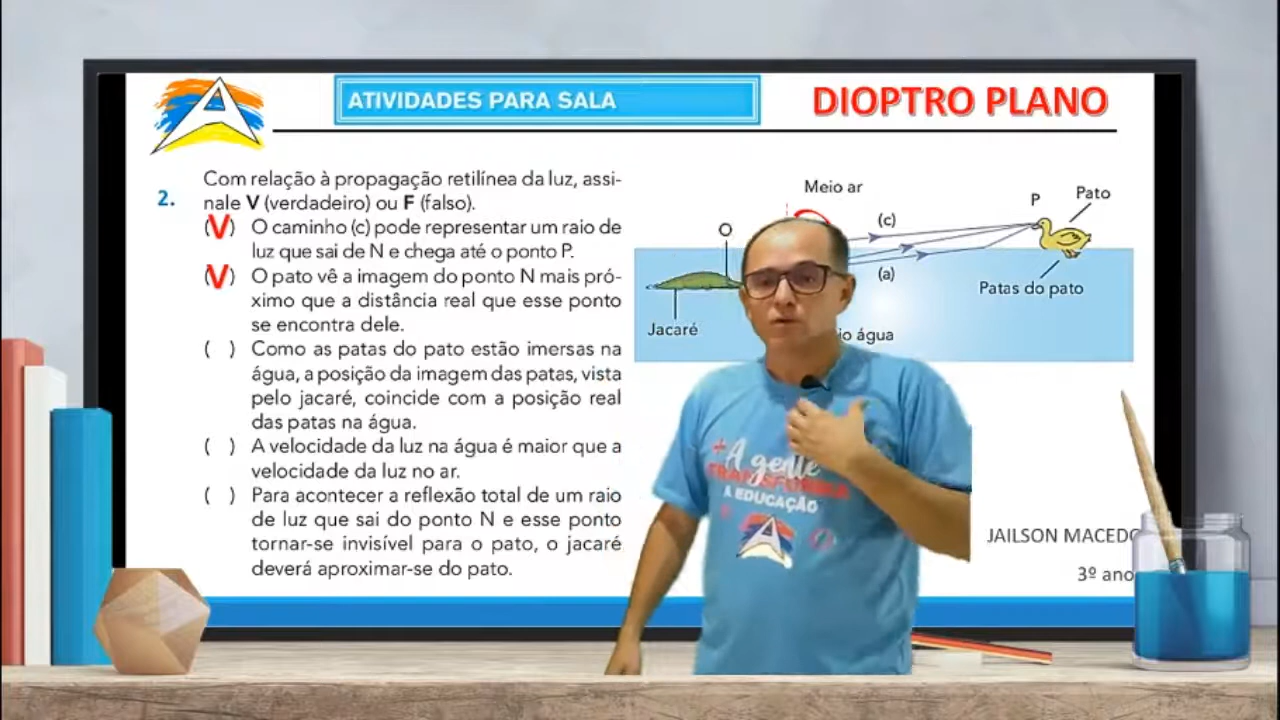 ATIVIDADES PARA SALA
DIOPTRO PLANO
2.
Com relação à propagação retilínea da luz, assi-
nale V (verdadeiro) ou F (falso).
(V) O caminho (c) pode representar um raio de
luz que sai de N e chega até o ponto P.
(V) O pato vê a imagem do ponto N mais pró-
ximo que a distância real que esse ponto
se encontra dele.
( ) Como as patas do pato estão imersas na
água, a posição da imagem das patas, vista
pelo jacaré, coincide com a posição real
das patas na água.
( ) A velocidade da luz na água é maior que a
velocidade da luz no ar.
( ) Para acontecer a reflexão total de um raio
de luz que sai do ponto N e esse ponto
tornar-se invisível para o pato, o jacaré
deverá aproximar-se do pato.
Meio ar
P
Pato
(c)
O
(a)
Patas do pato
Jacaré
água
A
A gente
TRANSFORMA
A EDUCAÇÃO
JAILSON MACEDO
3º ano